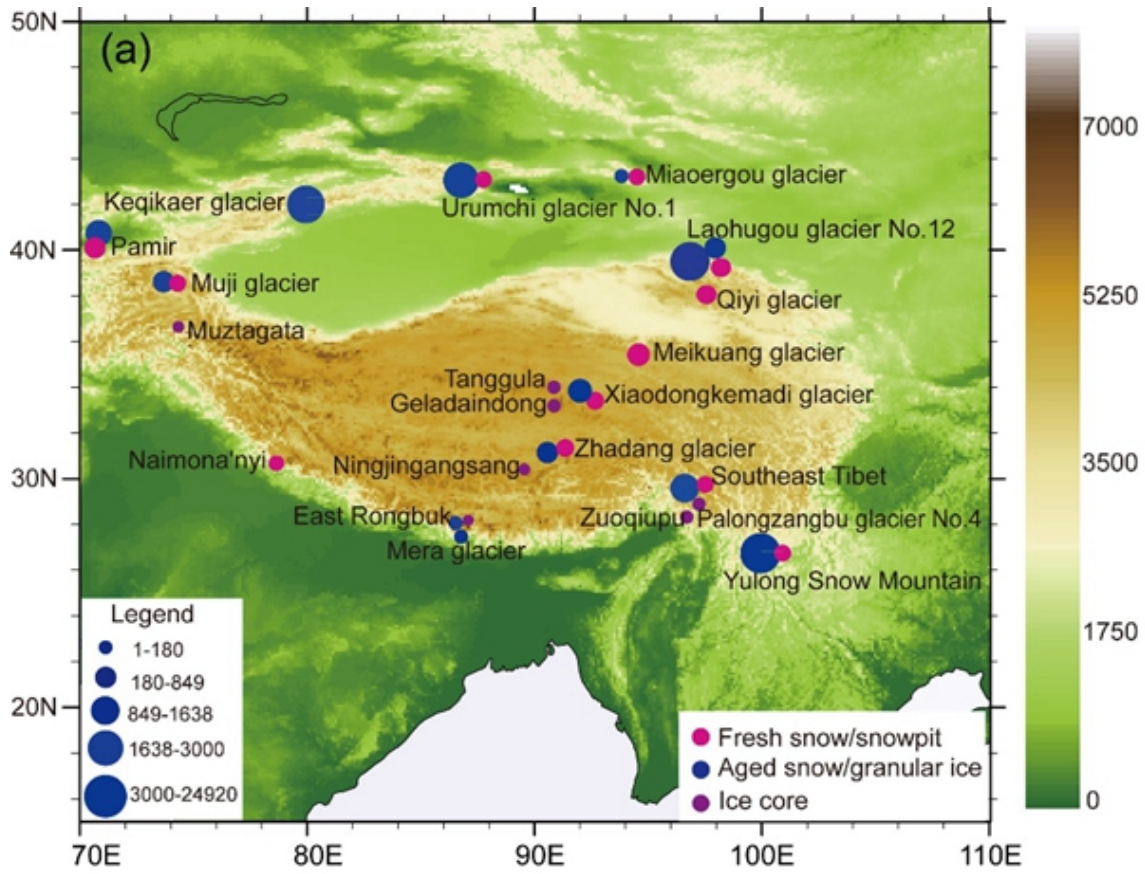 50N
(a)
7000
Miaoergou glacier
Keqikaer glacier
Urumchi glacier No.1
Laohugou glacier No.12
40N
Pamir
Muji glacier
Qiyi glacier
5250
Muztagata
Meikuang glacier
Tanggula
Xiaodongkemadi glacier
Geladaindong
Zhadang glacier
Naimona'nyi
Ningjingangsang
3500
30N
Southeast Tibet
East Rongbuk
Zuoqiupu
Palongzangbu glacier No.4
Mera glacier
Yulong Snow Mountain
Legend
1-180
180-849
849-1638
1638-3000
3000-24920
1750
20N
Fresh snow/snowpit
Aged snow/granular ice
Ice core
0
70E
80E
90E
100E
110E